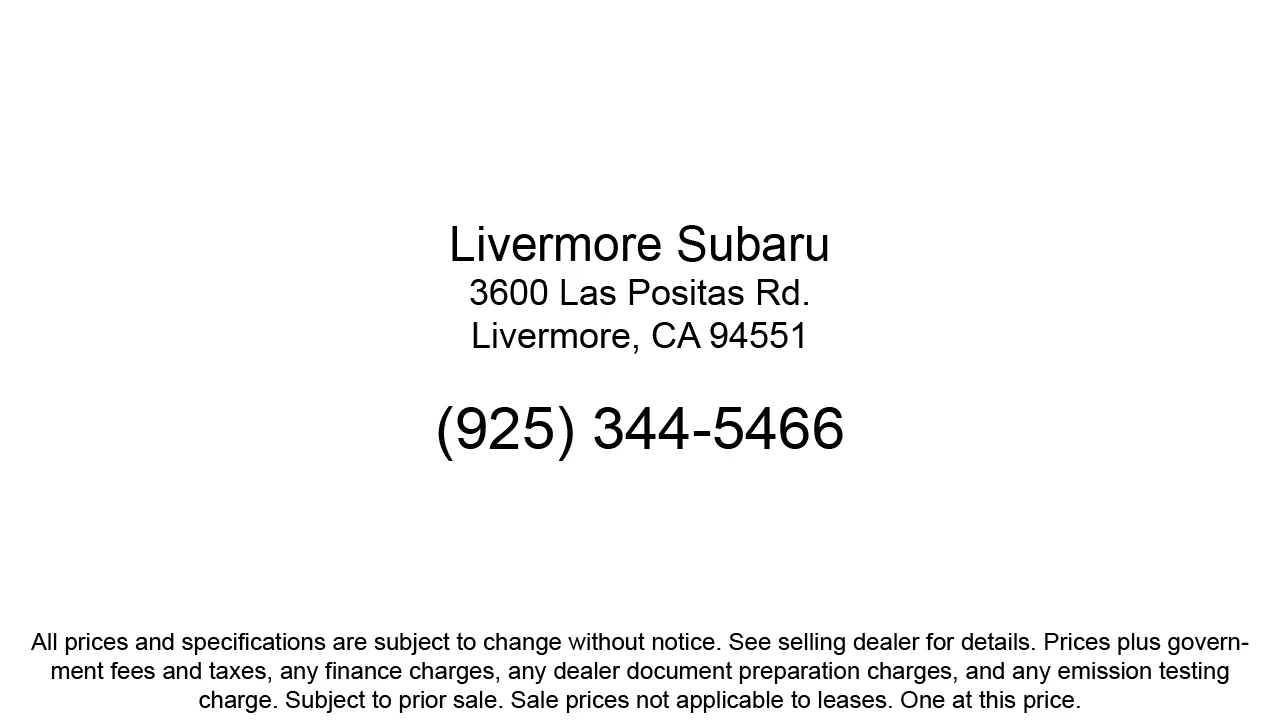 Livermore Subaru
3600 Las Positas Rd.
Livermore, CA 94551
(925) 344-5466
All prices and specifications are subject to change without notice. See selling dealer for details. Prices plus govern-
ment fees and taxes, any finance charges, any dealer document preparation charges, and any emission testing
charge. Subject to prior sale. Sale prices not applicable to leases. One at this price.